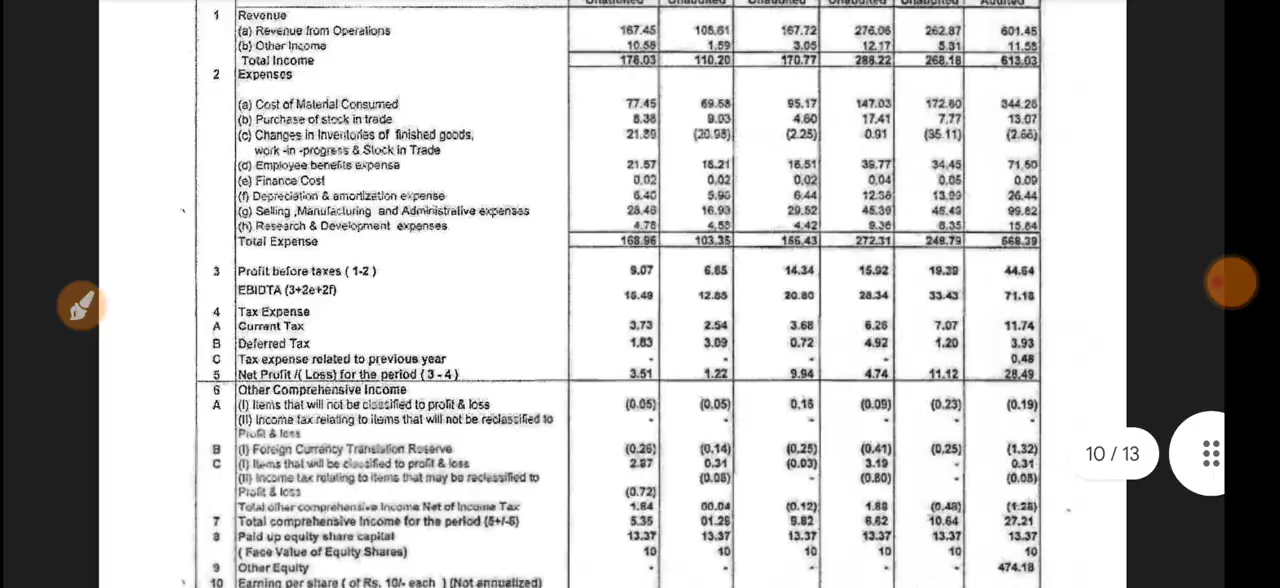 Unaudited Unaudited Unaudited Unaudited Unaudited Audited
1 Revenue
(a) Revenue from Operations 167.45 108.61 167.72 276.06 262.87 601.45
(b) Other Income 10.58 1.59 3.05 12.17 5.31 11.58
Total Income 178.03 110.20 170.77 288.22 268.18 613.03
2 Expenses
(a) Cost of Material Consumed 77.45 69.58 95.17 147.03 172.80 344.28
(b) Purchase of stock in trade 8.38 9.03 4.60 17.41 7.77 13.07
(c) Changes in Inventories of finished goods, 21.89 (20.98) (2.25) 0.91 (35.11) (2.66)
work -in -progress & Stock in Trade
(d) Employee benefits expense 21.57 18.21 16.51 39.77 34.45 71.50
(e) Finance Cost 0.02 0.02 0.02 0.04 0.05 0.09
(f) Depreciation & amortization expense 6.40 5.96 6.44 12.36 13.99 26.44
(g) Selling ,Manufacturing and Administrative expenses 28.46 16.93 29.52 45.39 45.49 99.82
(h) Research & Development expenses 4.78 4.58 4.42 9.36 8.35 15.84
Total Expense 168.96 103.35 156.43 272.31 248.79 568.39
3 Profit before taxes ( 1-2 ) 9.07 6.85 14.34 15.92 19.39 44.64
EBIDTA (3+2e+2f) 15.49 12.85 20.80 28.34 33.43 71.18
4 Tax Expense
A Current Tax 3.73 2.54 3.68 6.26 7.07 11.74
B Deferred Tax 1.83 3.09 0.72 4.92 1.20 3.93
C Tax expense related to previous year - - - - - 0.48
5 Net Profit /( Loss) for the period ( 3 - 4 ) 3.51 1.22 9.94 4.74 11.12 28.49
6 Other Comprehensive Income
A (I) Items that will not be classified to profit & loss (0.05) (0.05) 0.16 (0.09) (0.23) (0.19)
(II) Income tax relating to items that will not be reclassified to - - - - - -
Profit & loss
B (I) Foreign Currency Translation Reserve (0.26) (0.14) (0.25) (0.41) (0.25) (1.32)
C (I) Items that will be classified to profit & loss 2.87 0.31 (0.03) 3.19 - 0.31
(II) Income tax relating to items that may be reclassified to (0.08) - (0.80) - (0.08)
Profit & loss (0.72)
Total other comprehensive Income Net of Income Tax 1.84 00.04 (0.12) 1.88 (0.48) (1.28)
7 Total comprehensive Income for the period (5+/-6) 5.35 01.26 9.82 6.62 10.64 27.21
8 Paid up equity share capital 13.37 13.37 13.37 13.37 13.37 13.37
( Face Value of Equity Shares) 10 10 10 10 10 10
9 Other Equity - - - - - 474.18
10 Earning per share ( of Rs. 10/- each ) (Not annualized)
10 / 13